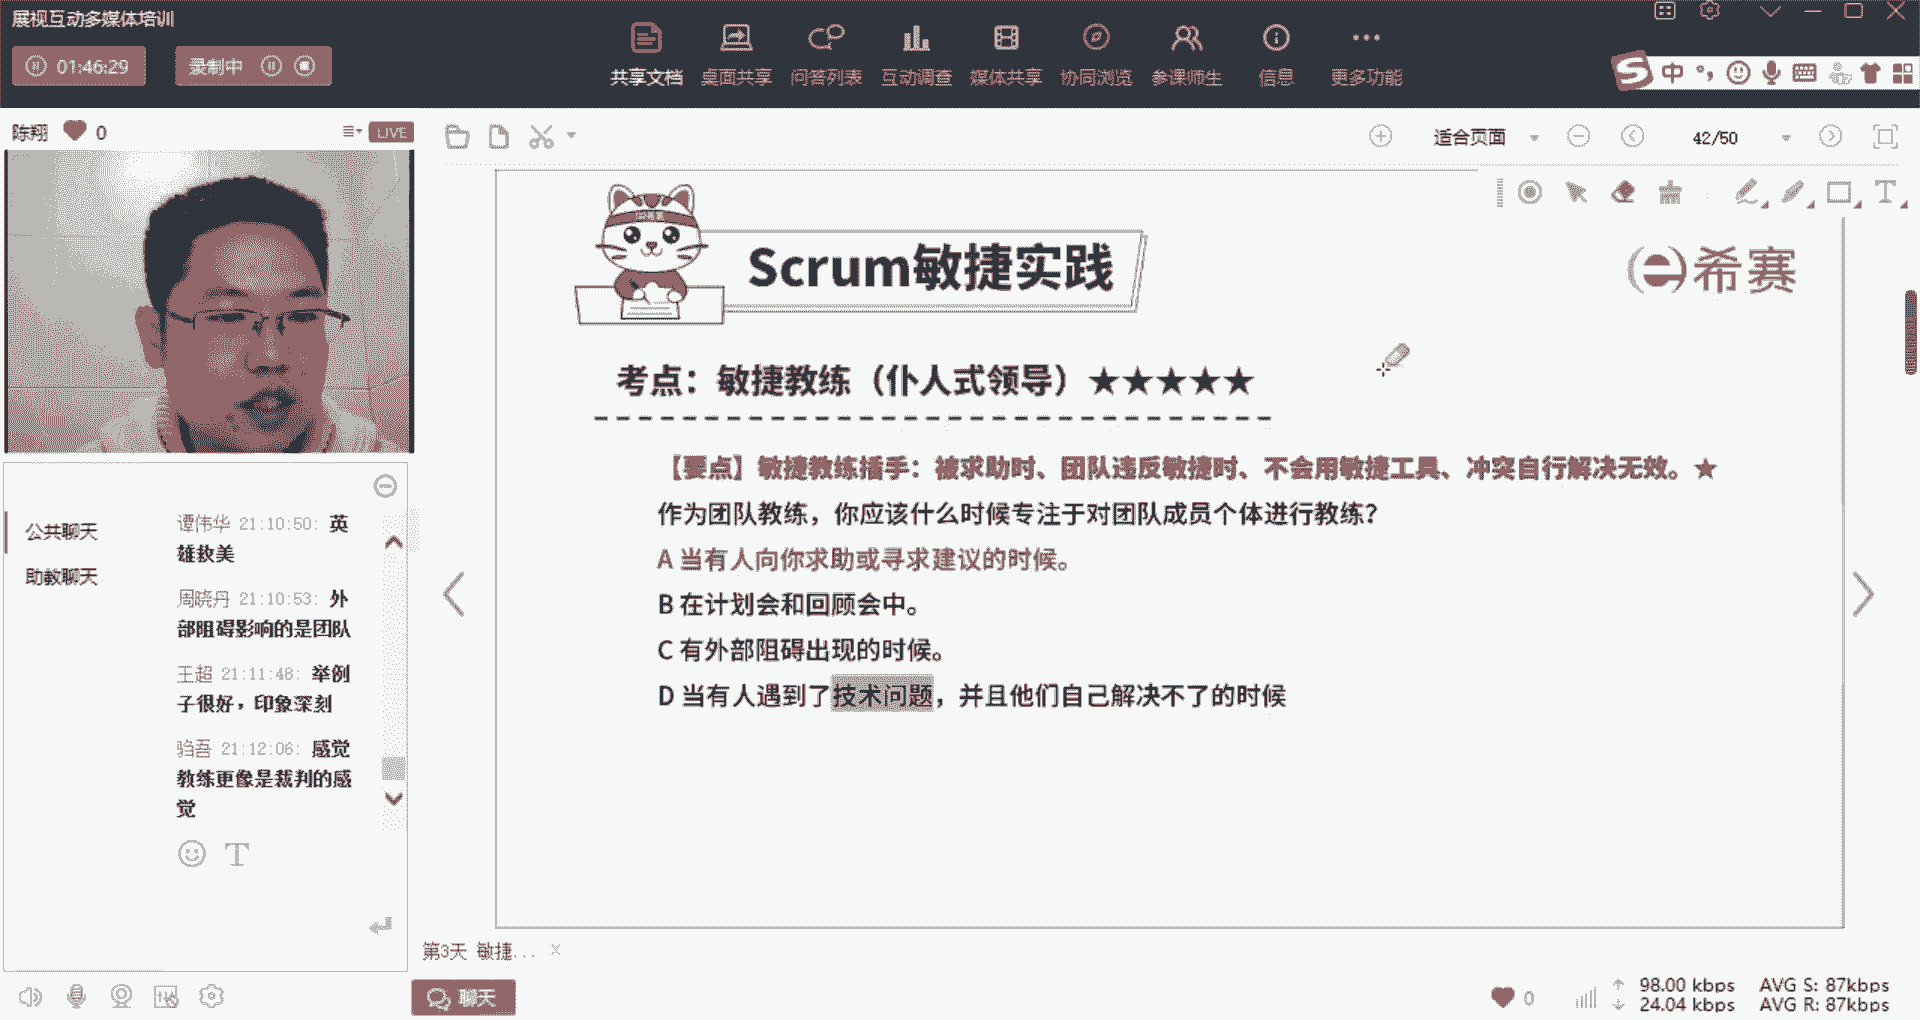 展视互动多媒体培训
01:46:29
录制中
共享文档 桌面共享 问答列表 互动调查 媒体共享 协同浏览 参课师生 信息 更多功能
中
陈翔 0
LIVE
适合页面
42/50
Scrum敏捷实践
希赛
考点：敏捷教练（仆人式领导）★★★★★
【要点】敏捷教练插手：被求助时、团队违反敏捷时、不会用敏捷工具、冲突自行解决无效。★
作为团队教练，你应该什么时候专注于对团队成员个体进行教练？
A 当有人向你求助或寻求建议的时候。
B 在计划会和回顾会中。
C 有外部阻碍出现的时候。
D 当有人遇到了技术问题，并且他们自己解决不了的时候
公共聊天
助教聊天
谭伟华 21:10:50: 英
雄救美
周晓丹 21:10:53: 外
部阻碍影响的是团队
王超 21:11:48: 举例
子很好，印象深刻
驺吾 21:12:06: 感觉
教练更像是裁判的感
觉
第3天 敏捷...
聊天
0
98.00 kbps AVG S: 87kbps
24.04 kbps AVG R: 87kbps